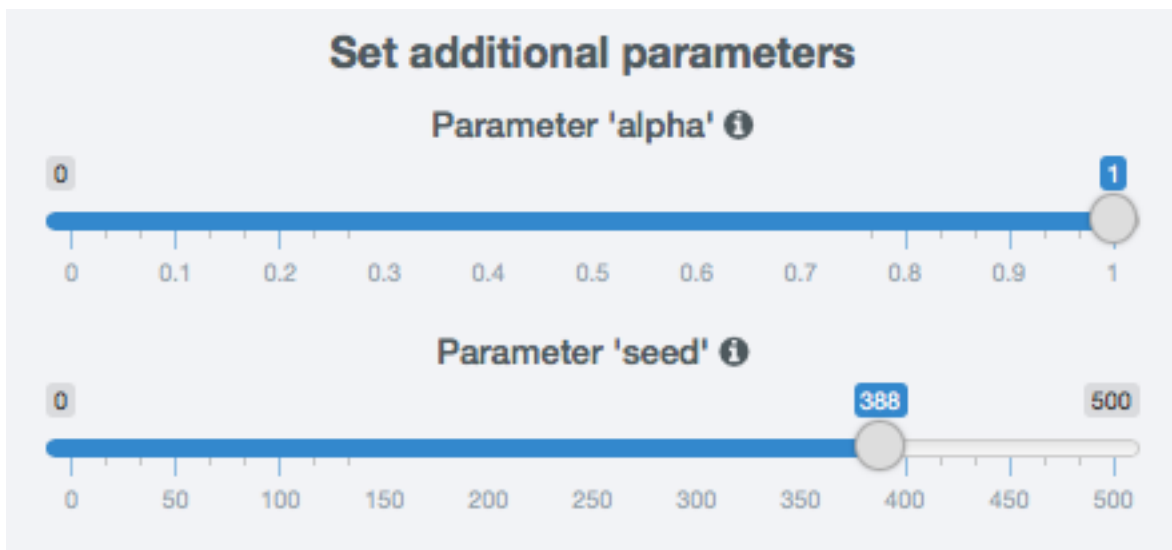 Set additional parameters
Parameter 'alpha'
0 1
0 0.1 0.2 0.3 0.4 0.5 0.6 0.7 0.8 0.9 1
Parameter 'seed'
0 388 500
0 50 100 150 200 250 300 350 400 450 500